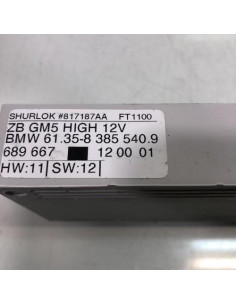 SHURLOK #817187AA FT1100
ZB GM5 HIGH 12V
BMW 61.35-8 385 540.9
689 667 12 00 01
HW:11 SW:12